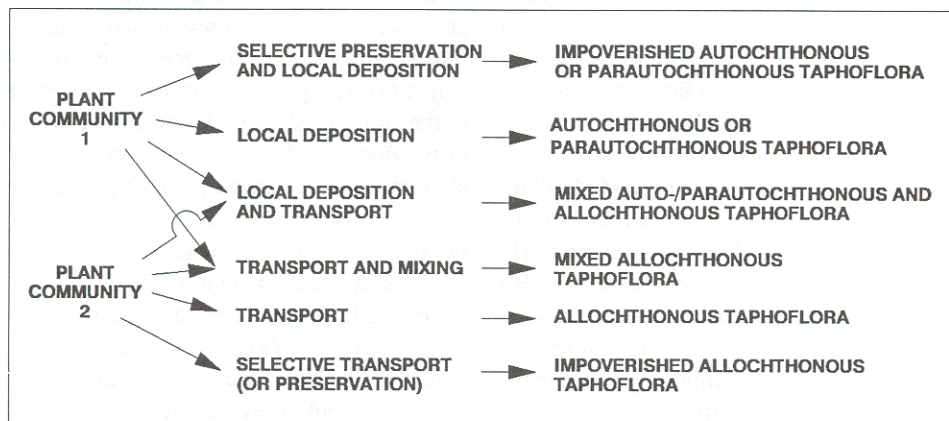 SELECTIVE PRESERVATION
AND LOCAL DEPOSITION
IMPOVERISHED AUTOCHTHONOUS
OR PARAUTOCHTHONOUS TAPHOFLORA
PLANT
COMMUNITY
1
LOCAL DEPOSITION
AUTOCHTHONOUS OR
PARAUTOCHTHONOUS TAPHOFLORA
LOCAL DEPOSITION
AND TRANSPORT
MIXED AUTO-/PARAUTOCHTHONOUS AND
ALLOCHTHONOUS TAPHOFLORA
PLANT
COMMUNITY
2
TRANSPORT AND MIXING
MIXED ALLOCHTHONOUS
TAPHOFLORA
TRANSPORT
ALLOCHTHONOUS TAPHOFLORA
SELECTIVE TRANSPORT
(OR PRESERVATION)
IMPOVERISHED ALLOCHTHONOUS
TAPHOFLORA